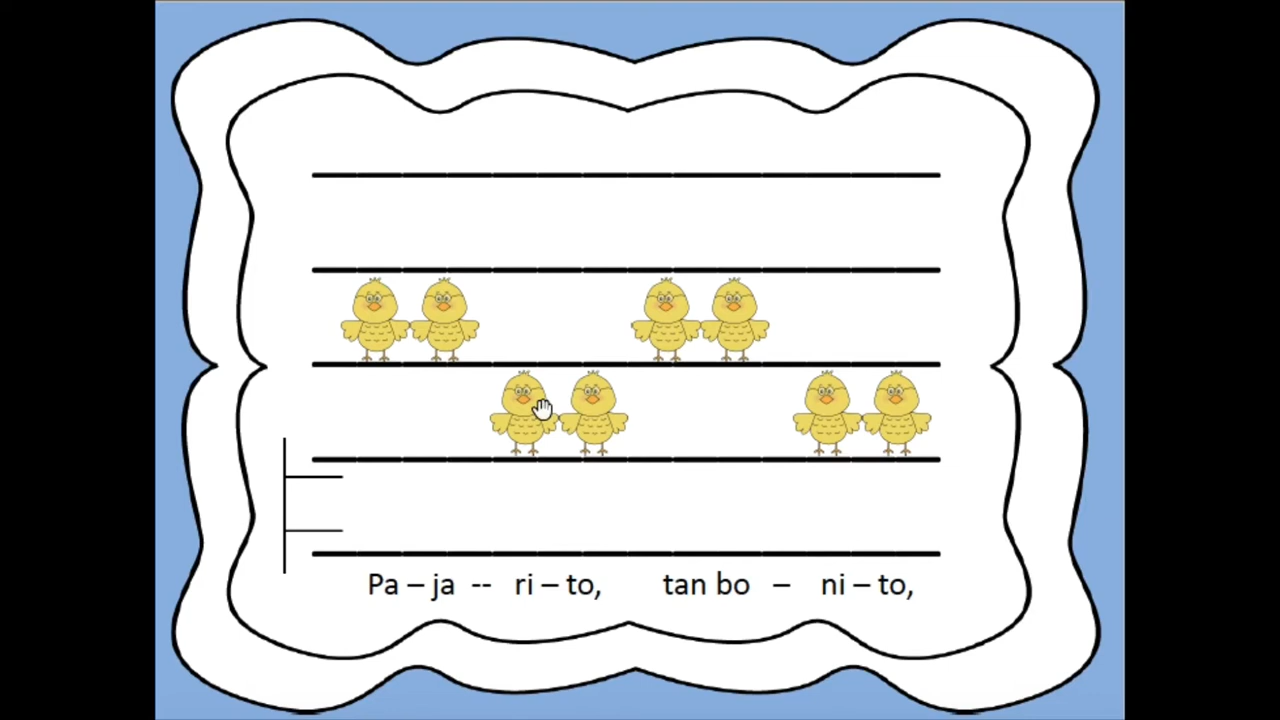 Pa – ja -- ri – to, tan bo – ni – to,